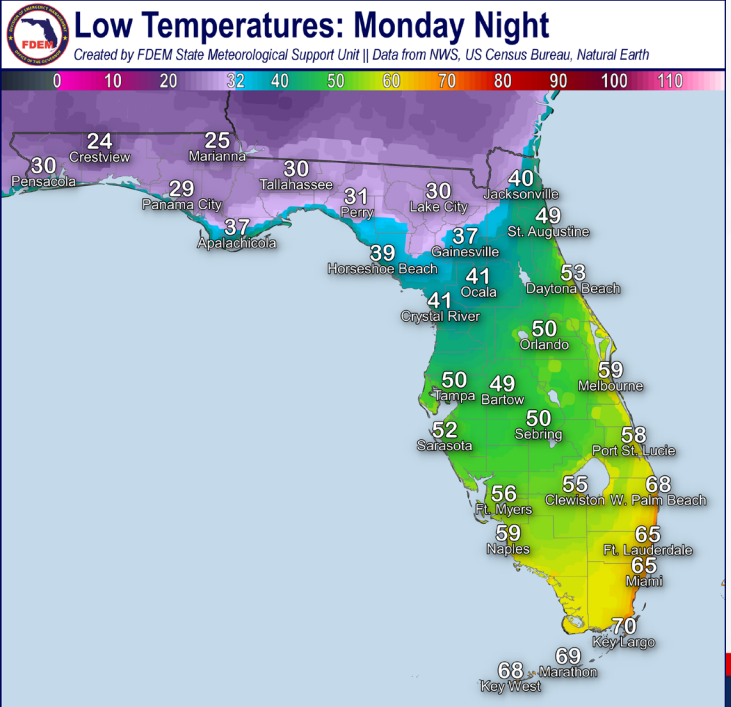 Low Temperatures: Monday Night
Created by FDEM State Meteorological Support Unit || Data from NWS, US Census Bureau, Natural Earth
FDEM
0 10 20 32 40 50 60 70 80 90 100 110
24
Crestview
25
Marianna
30
Pensacola
30
Tallahassee
29
Panama City
31
Perry
30
Lake City
40
Jacksonville
37
Apalachicola
49
St. Augustine
39
Horseshoe Beach
37
Gainesville
41
Ocala
53
Daytona Beach
41
Crystal River
50
Orlando
50
Tampa
49
Bartow
59
Melbourne
52
Sarasota
50
Sebring
58
Port St. Lucie
56
Ft. Myers
55
Clewiston
68
W. Palm Beach
59
Naples
65
Ft. Lauderdale
65
Miami
70
Key Largo
69
Marathon
68
Key West